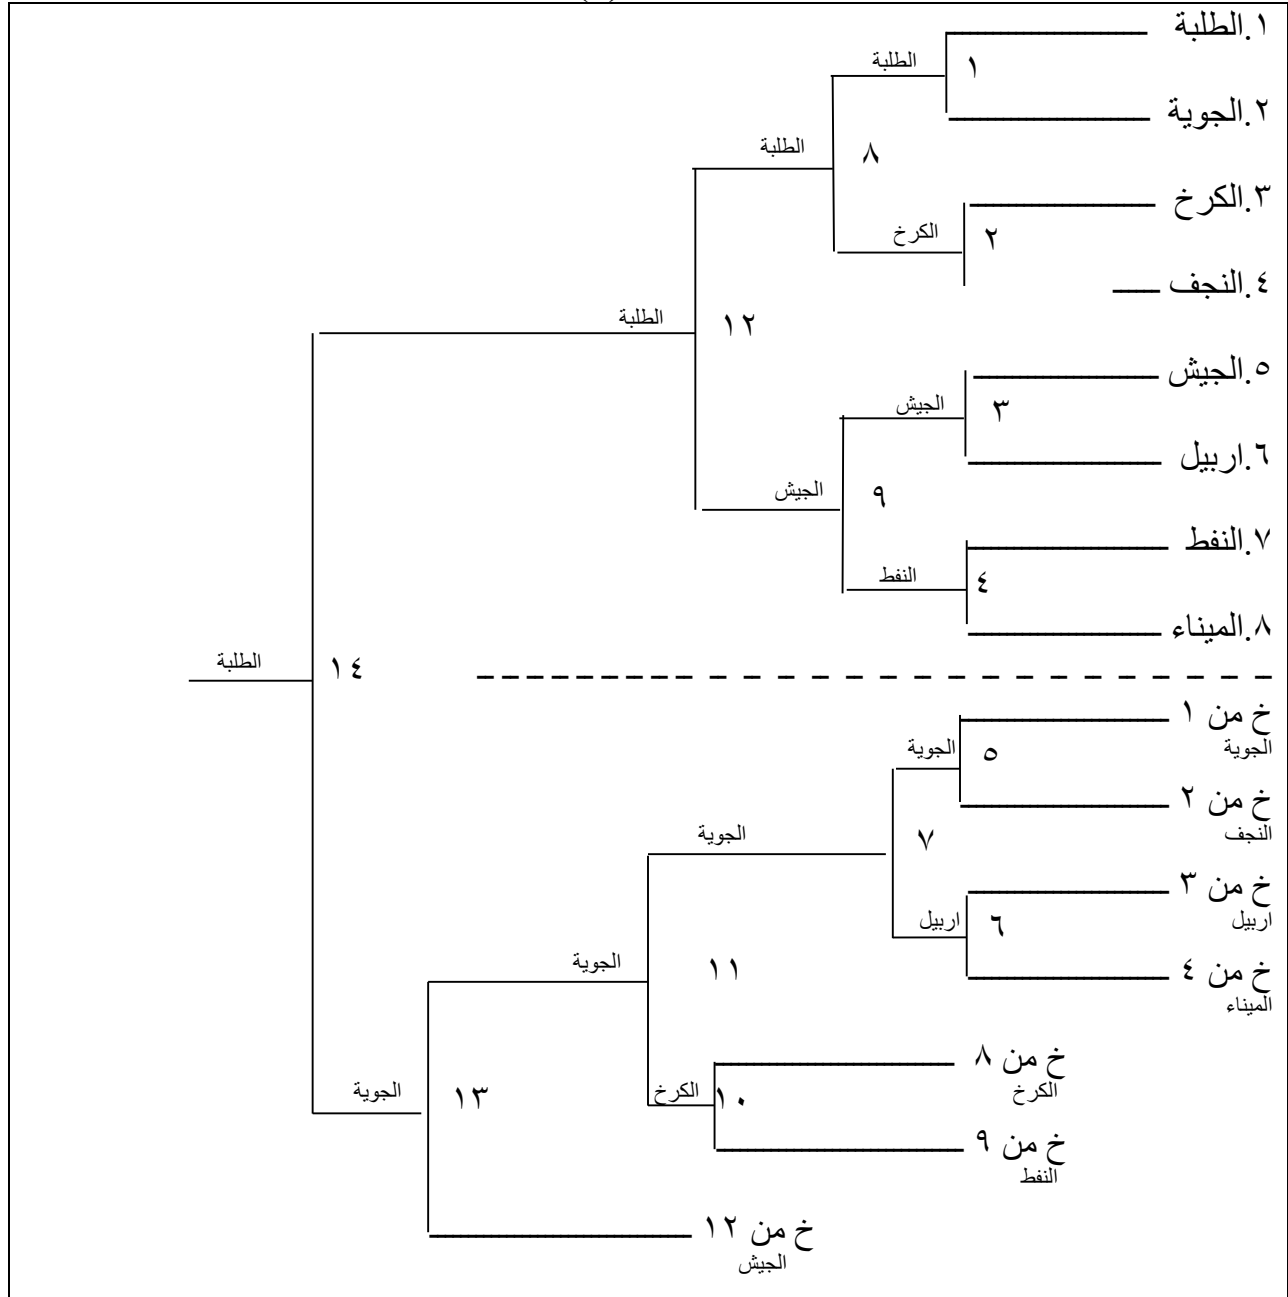 ١.الطلبة
الطلبة
١
٢.الجوية
الطلبة
٨
٣.الكرخ
الكرخ
٢
٤.النجف
الطلبة
١٢
٥.الجيش
الجيش
٣
٦.اربيل
الجيش
٩
٧.النفط
النفط
٤
٨.الميناء
الطلبة
١٤
خ من ١
الجوية
الجوية
٥
خ من ٢
النجف
الجوية
٧
خ من ٣
اربيل
اربيل
٦
الجوية
١١
خ من ٤
الميناء
خ من ٨
الكرخ
الجوية
١٣
الكرخ
١٠
خ من ٩
النفط
خ من ١٢
الجيش